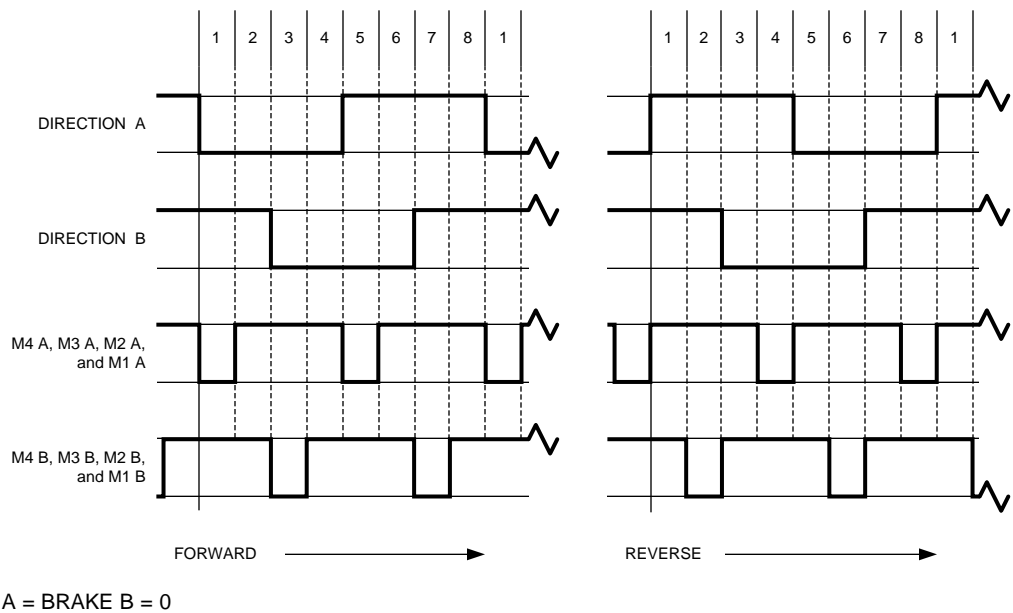 1 2 3 4 5 6 7 8 1
1 2 3 4 5 6 7 8 1
DIRECTION A
DIRECTION B
M4 A, M3 A, M2 A,
and M1 A
M4 B, M3 B, M2 B,
and M1 B
FORWARD
REVERSE
A = BRAKE B = 0